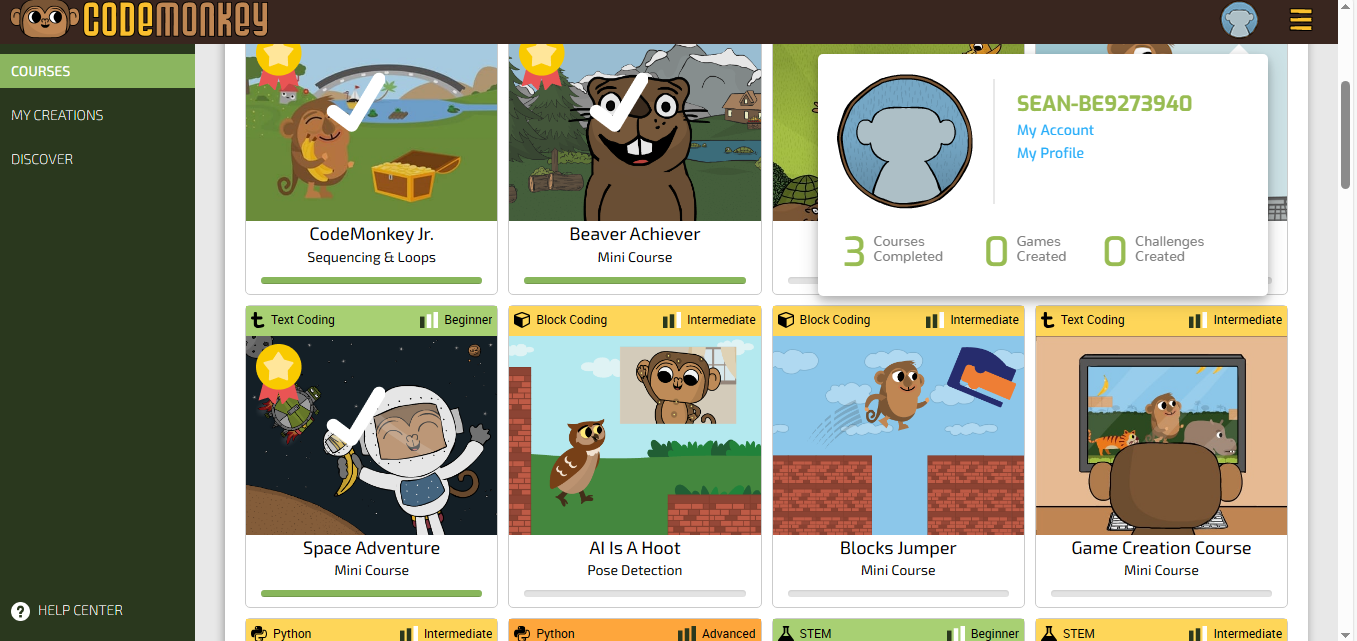 CODEMONKEY
COURSES
MY CREATIONS
DISCOVER
HELP CENTER
SEAN-BE9273940
My Account
My Profile
3 Courses Completed
0 Games Created
0 Challenges Created
CodeMonkey Jr.
Sequencing & Loops
Beaver Achiever
Mini Course
Text Coding Beginner
Space Adventure
Mini Course
Block Coding Intermediate
AI Is A Hoot
Pose Detection
Block Coding Intermediate
Blocks Jumper
Mini Course
Text Coding Intermediate
Game Creation Course
Mini Course
Python Intermediate
Python Advanced
STEM Beginner
STEM Intermediate